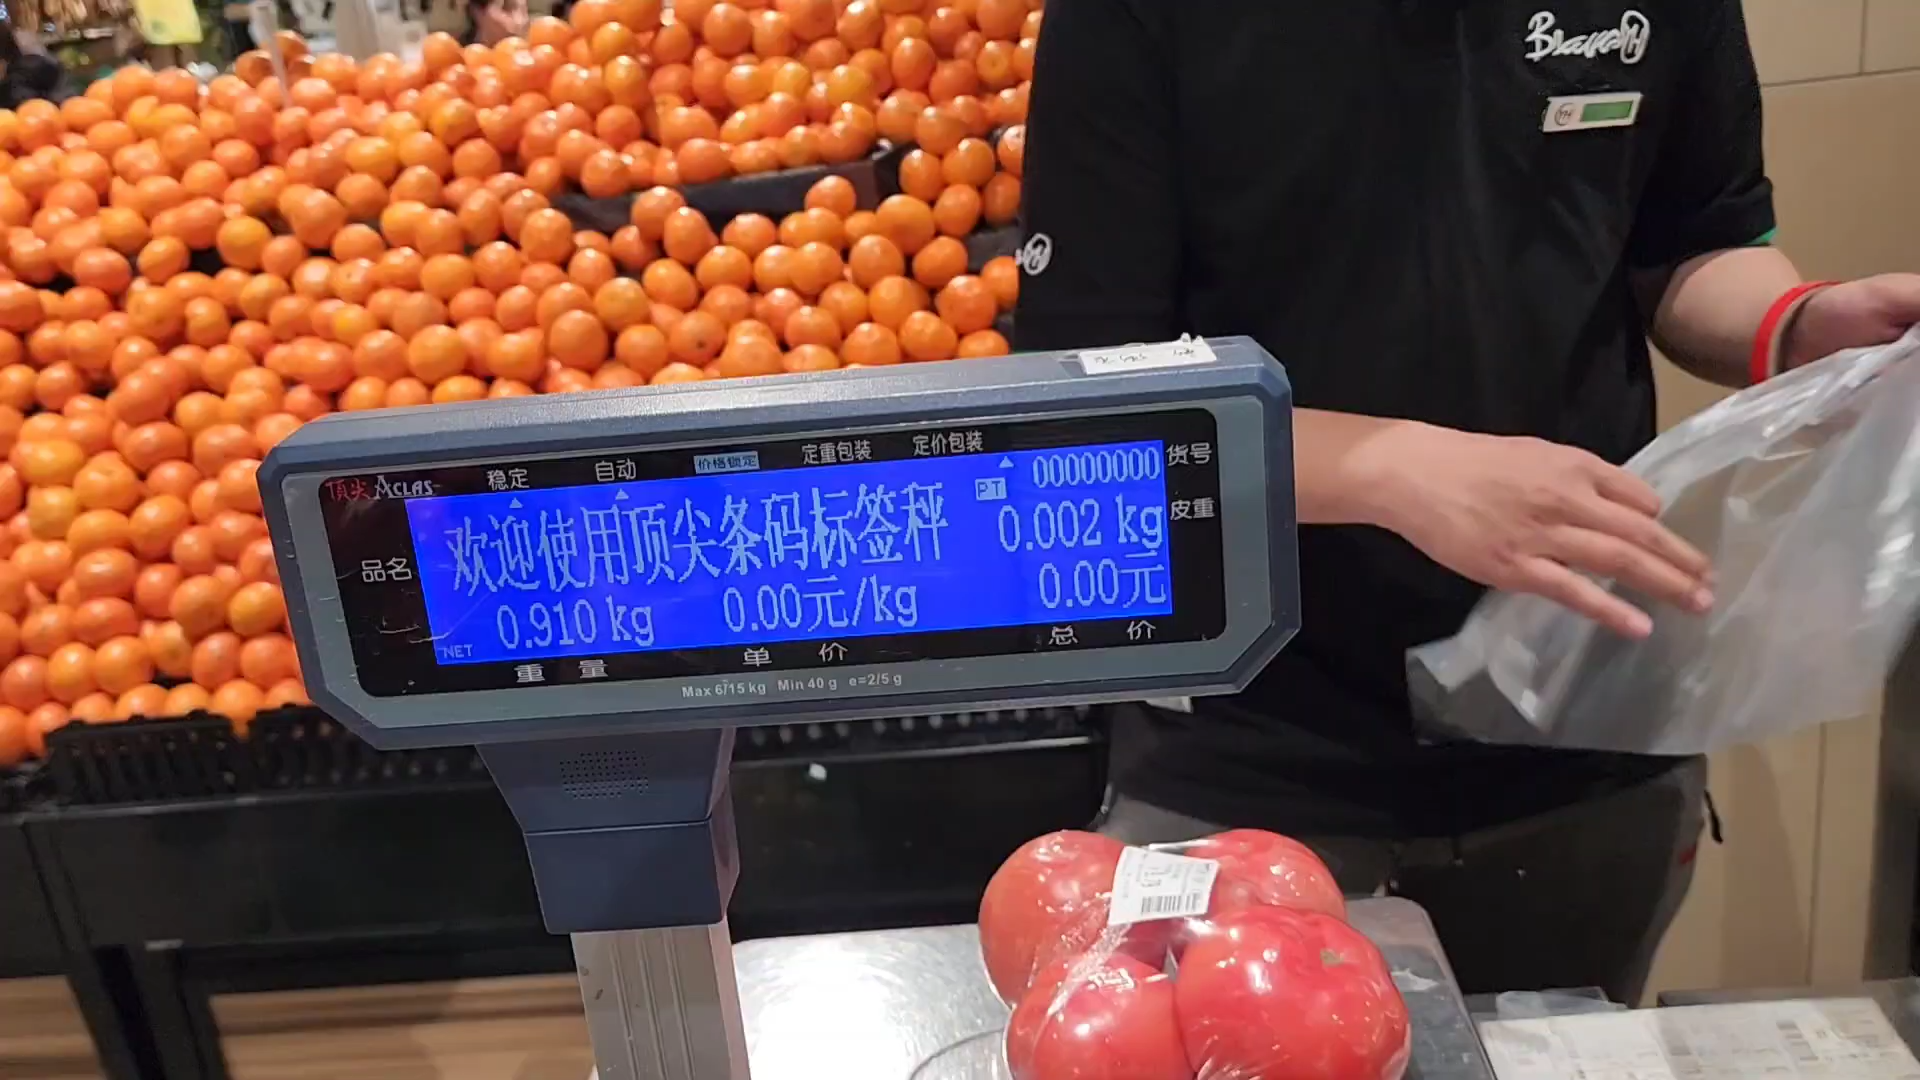 Bravo YH
YH
稳定 自动 价格锁定 定重包装 定价包装
顶尖 ACLAS
00000000 货号
品名 欢迎使用顶尖条码标签秤 PT 0.002 kg 皮重
NET 0.910 kg 0.00元/kg 0.00元
重量 单价 总价
Max 6/15 kg Min 40 g e=2/5 g